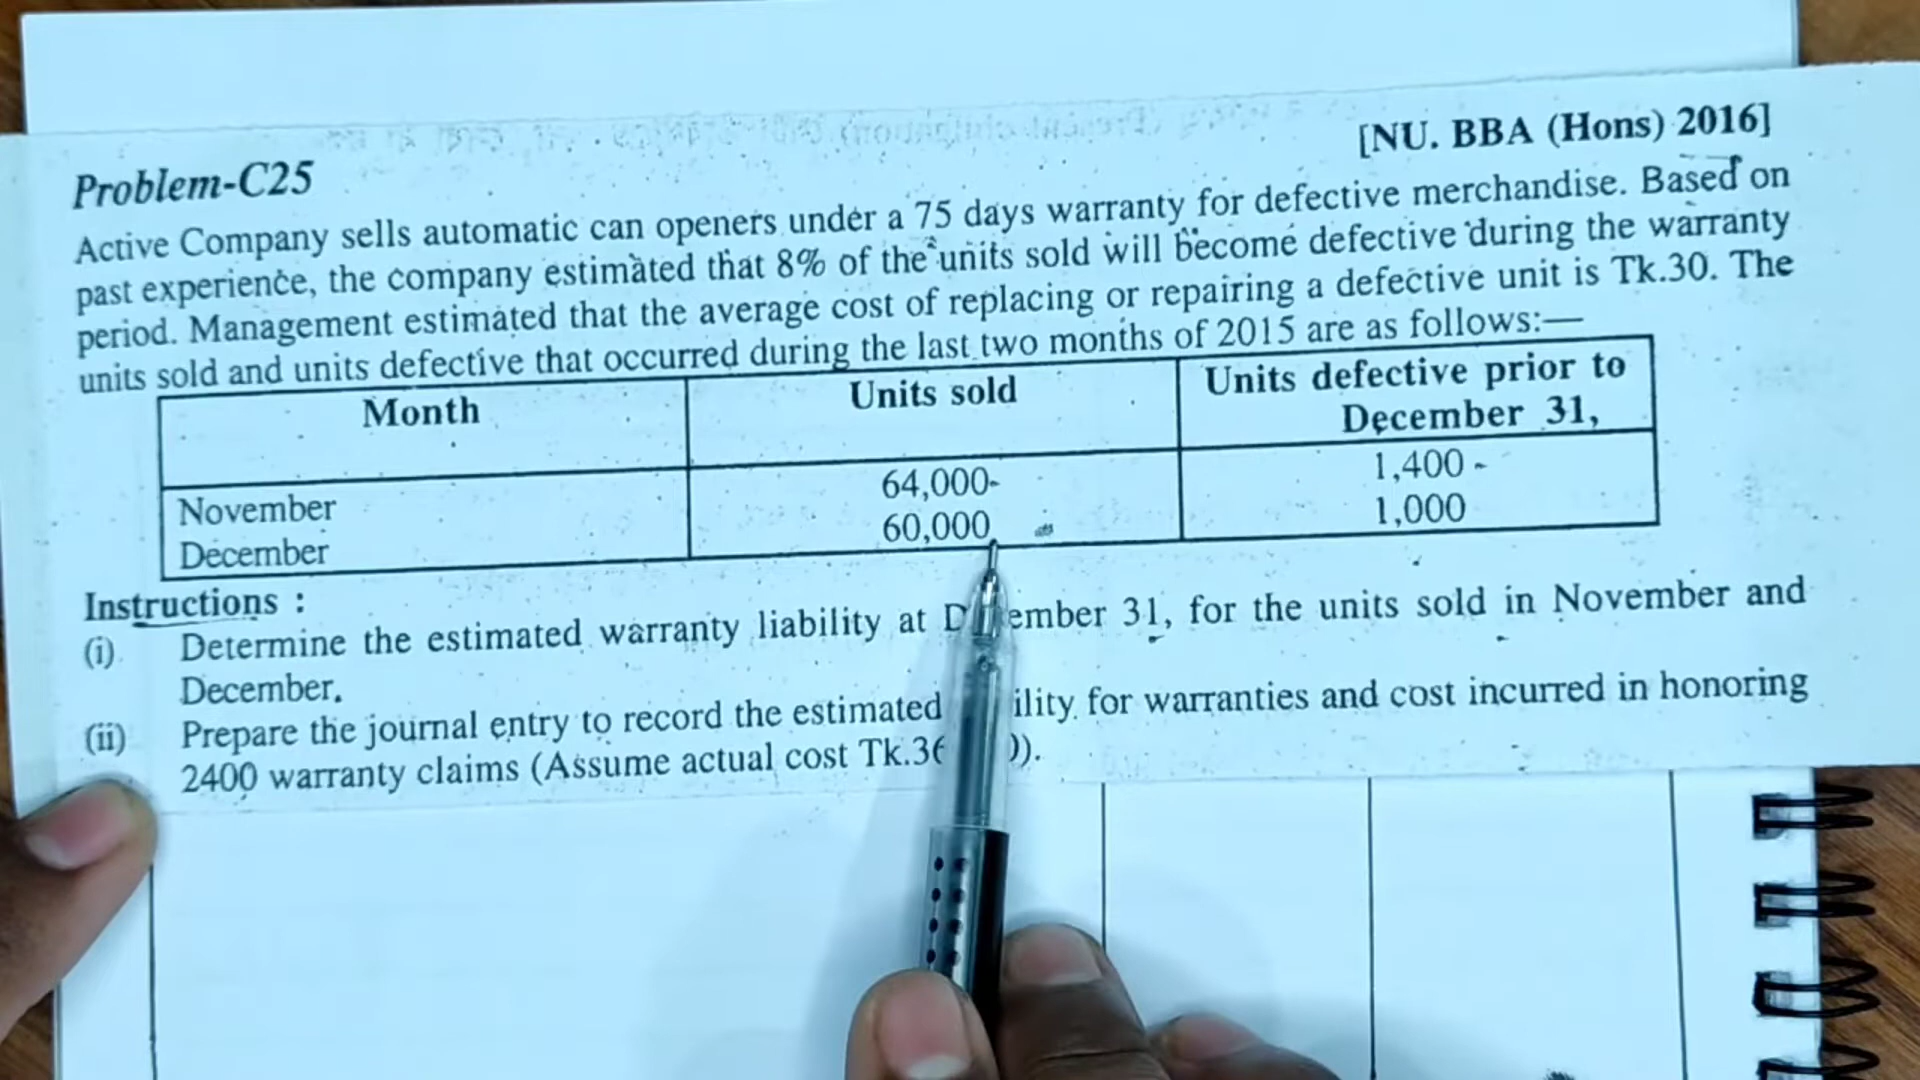 [NU. BBA (Hons) 2016]
Problem-C25
Active Company sells automatic can openers under a 75 days warranty for defective merchandise. Based on
past experience, the company estimated that 8% of the units sold will become defective during the warranty
period. Management estimated that the average cost of replacing or repairing a defective unit is Tk.30. The
units sold and units defective that occurred during the last two months of 2015 are as follows:—
Month Units sold Units defective prior to
December 31,
November 64,000 1,400
December 60,000 1,000
Instructions :
(i) Determine the estimated warranty liability at ember 31, for the units sold in November and
December.
(ii) Prepare the journal entry to record the estimated ility for warranties and cost incurred in honoring
2400 warranty claims (Assume actual cost